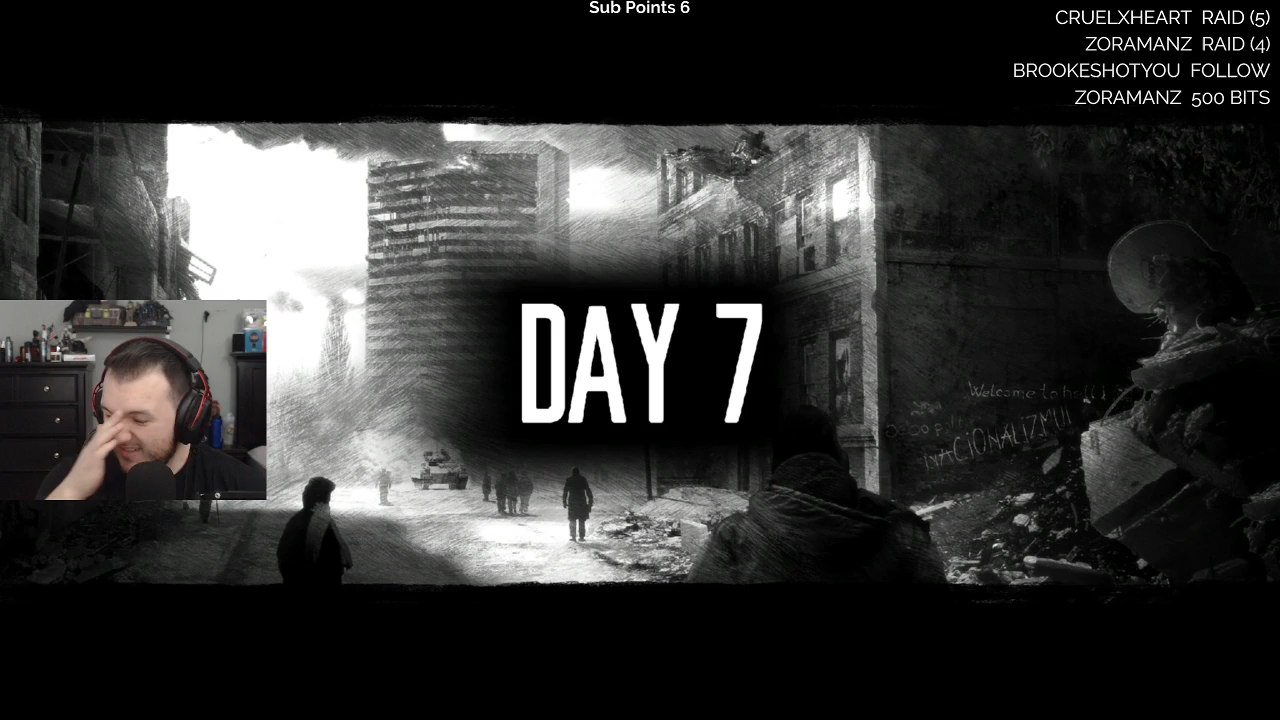 Sub Points 6
CRUELXHEART RAID (5)
ZORAMANZ RAID (4)
BROOKESHOTYOU FOLLOW
ZORAMANZ 500 BITS
DAY 7
Welcome to hell
NACIONALIZMUI